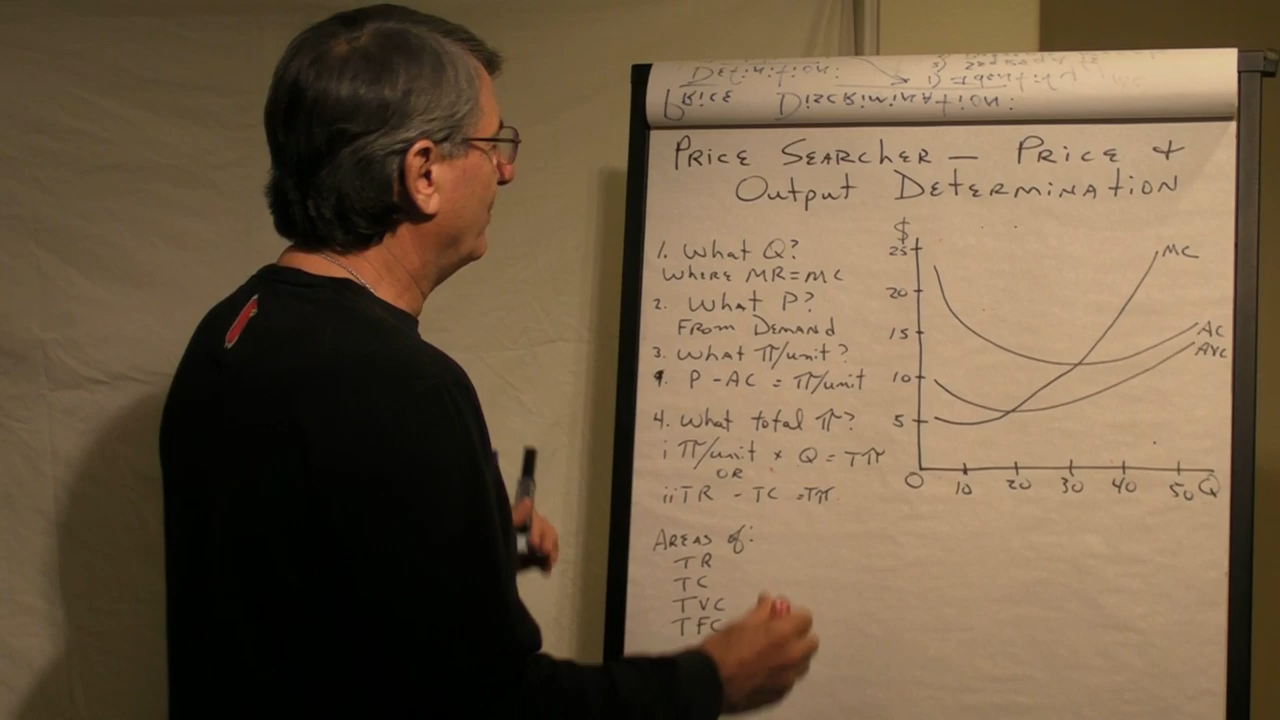 DEFINITION:
PRICE DISCRIMINATION:
PRICE SEARCHER — PRICE +
OUTPUT DETERMINATION
1. What Q?
WHERE MR = MC
2. What P?
FROM DEMAND
3. What π/unit?
P - AC = π/unit
4. What total π?
i π/unit x Q = Tπ
OR
ii TR - TC = Tπ
AREAS of:
TR
TC
TVC
TFC
$
25
20
15
10
5
0 10 20 30 40 50 Q
MC
AC
AVC